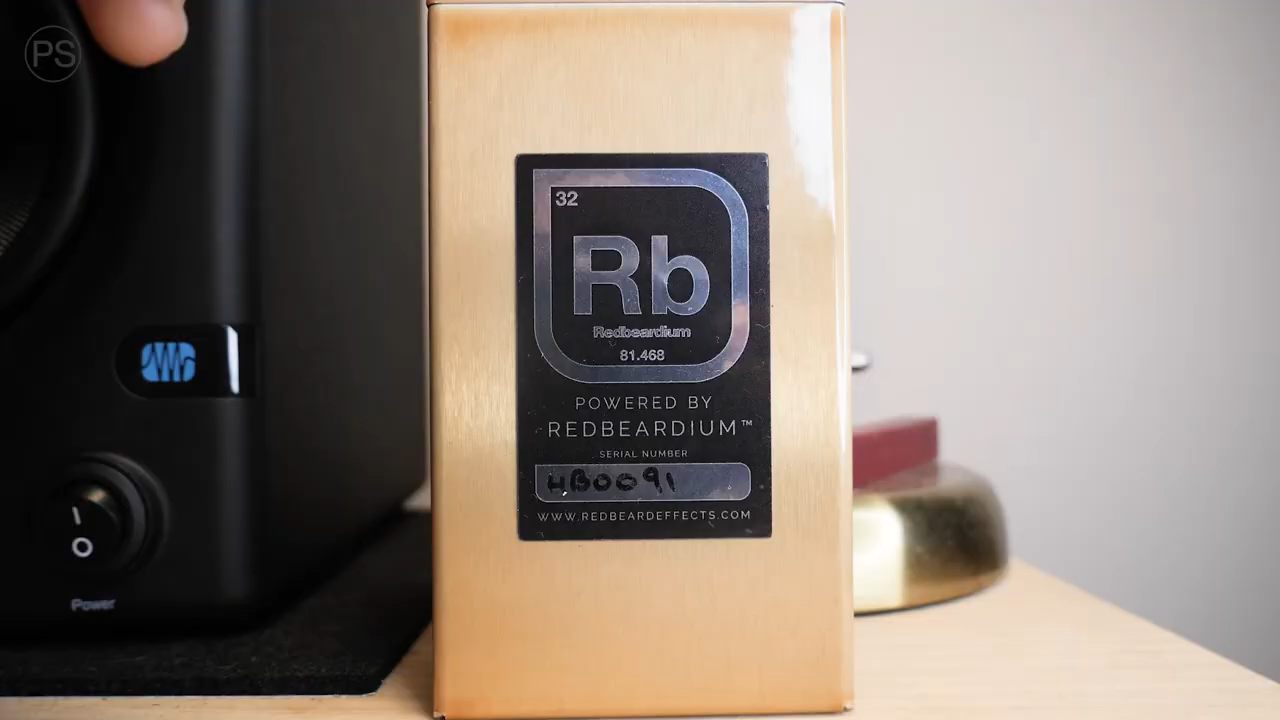 PS
32
Rb
Redbeardium
81.468
POWERED BY
REDBEARDIUM™
SERIAL NUMBER
HB0091
WWW.REDBEARDEFFECTS.COM
I
O
Power